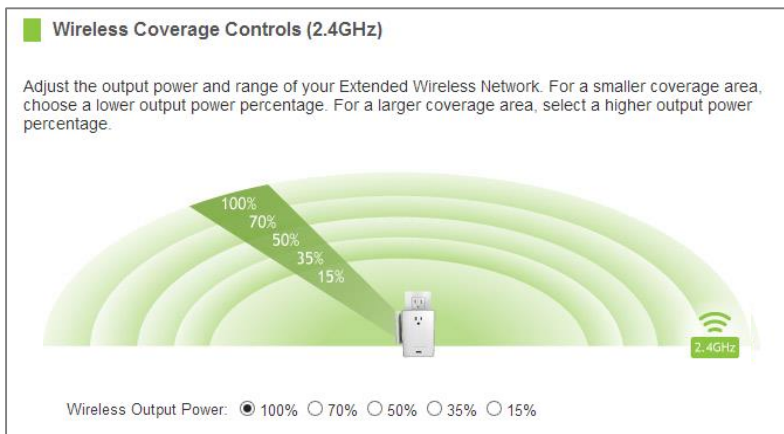 Wireless Coverage Controls (2.4GHz)
Adjust the output power and range of your Extended Wireless Network. For a smaller coverage area,
choose a lower output power percentage. For a larger coverage area, select a higher output power
percentage.
100%
70%
50%
35%
15%
2.4GHz
Wireless Output Power: 100% 70% 50% 35% 15%